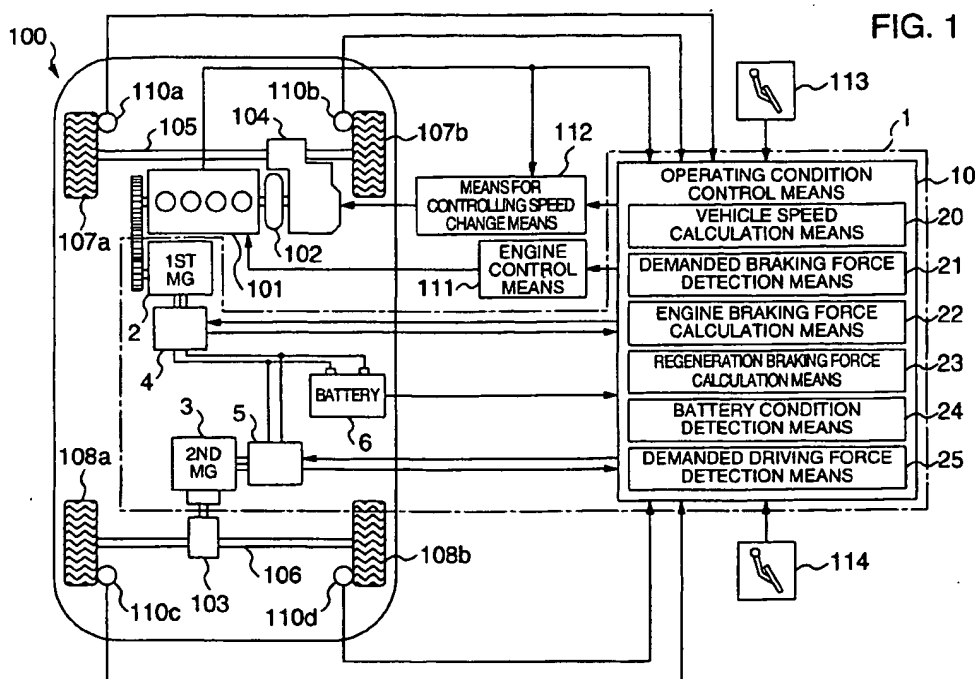 FIG. 1
100
110a
110b
113
105
104
107b
112
1
10
MEANS FOR
CONTROLLING SPEED
CHANGE MEANS
OPERATING CONDITION
CONTROL MEANS
VEHICLE SPEED
CALCULATION MEANS
20
107a
102
1ST
MG
101
111
ENGINE
CONTROL
MEANS
DEMANDED BRAKING FORCE
DETECTION MEANS
21
2
4
ENGINE BRAKING FORCE
CALCULATION MEANS
22
BATTERY
6
REGENERATION BRAKING FORCE
CALCULATION MEANS
23
3
5
BATTERY CONDITION
DETECTION MEANS
24
108a
2ND
MG
DEMANDED DRIVING FORCE
DETECTION MEANS
25
108b
103
106
114
110c
110d